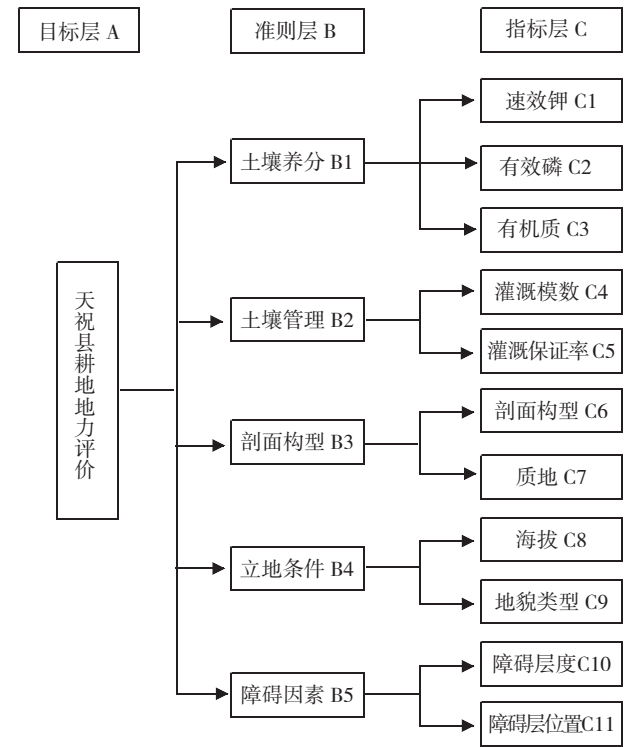 目标层 A
准则层 B
指标层 C
天祝县耕地地力评价
土壤养分 B1
速效钾 C1
有效磷 C2
有机质 C3
土壤管理 B2
灌溉模数 C4
灌溉保证率 C5
剖面构型 B3
剖面构型 C6
质地 C7
立地条件 B4
海拔 C8
地貌类型 C9
障碍因素 B5
障碍层度C10
障碍层位置C11